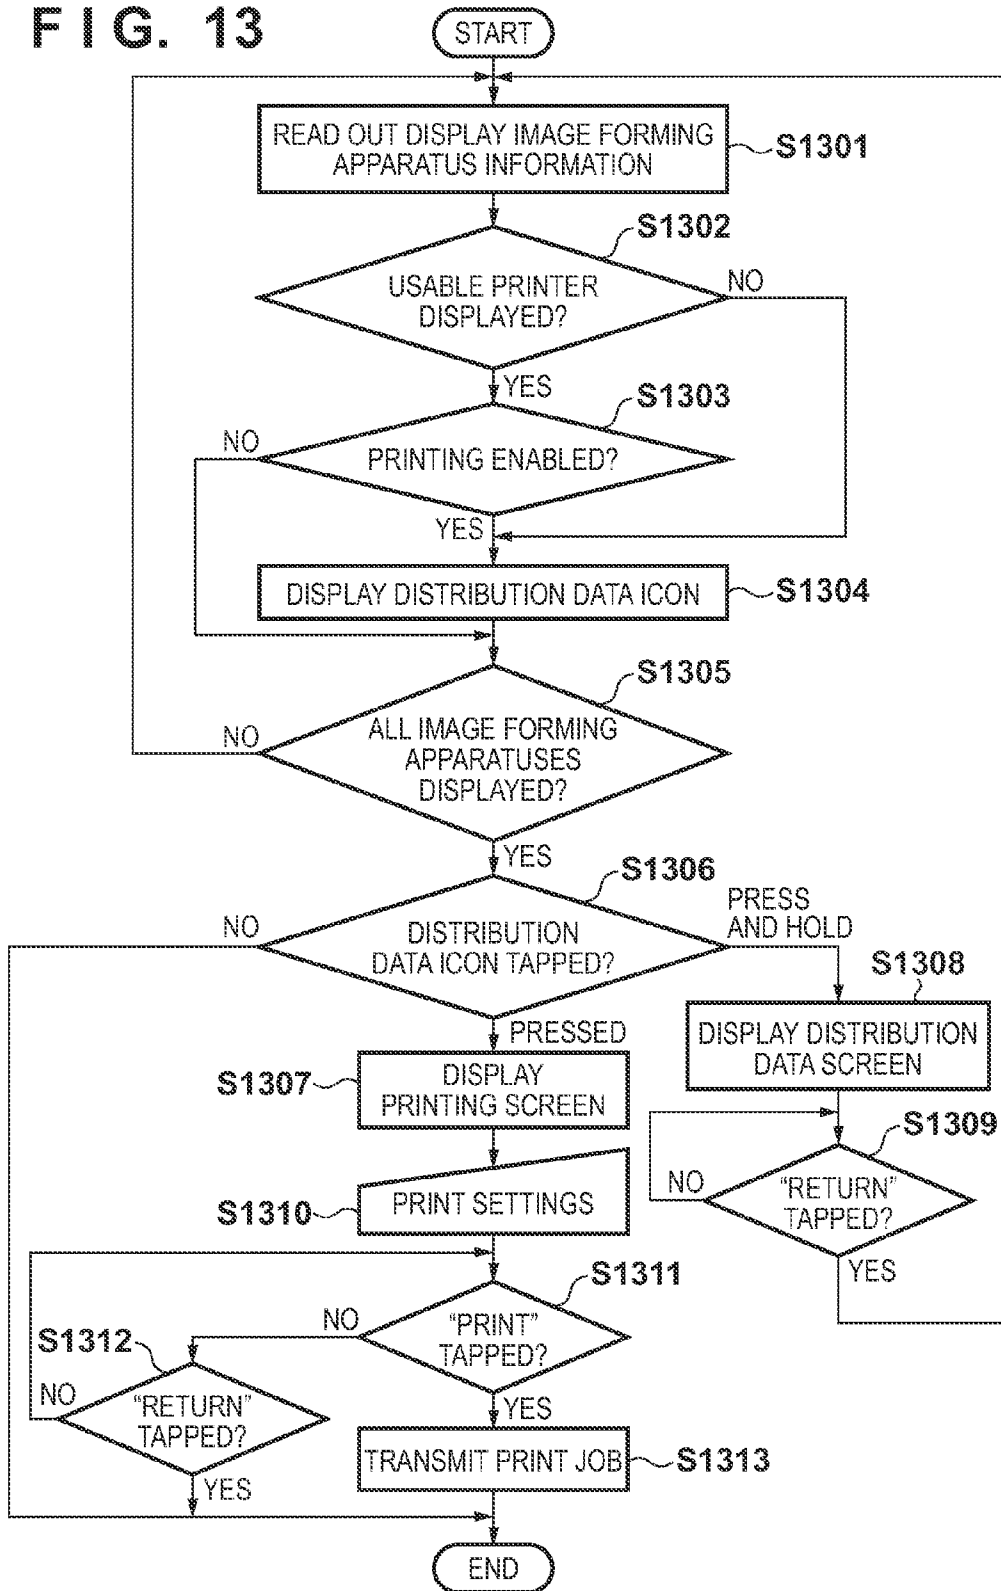 FIG. 13
START
READ OUT DISPLAY IMAGE FORMING
APPARATUS INFORMATION
S1301
S1302
USABLE PRINTER
DISPLAYED?
NO
YES
S1303
NO
PRINTING ENABLED?
YES
DISPLAY DISTRIBUTION DATA ICON
S1304
S1305
ALL IMAGE FORMING
APPARATUSES
DISPLAYED?
NO
YES
S1306
PRESS
AND HOLD
NO
DISTRIBUTION
DATA ICON TAPPED?
S1308
PRESSED
DISPLAY DISTRIBUTION
DATA SCREEN
S1307
DISPLAY
PRINTING SCREEN
S1309
NO
"RETURN"
TAPPED?
YES
S1310
PRINT SETTINGS
S1311
NO
"PRINT"
TAPPED?
YES
S1312
NO
"RETURN"
TAPPED?
YES
TRANSMIT PRINT JOB
S1313
END